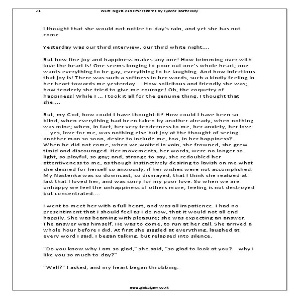 21
I thought that she would not notice to-day's rain, and yet she has not
come.
Yesterday was our third interview, our third white night....
But how fine joy and happiness makes any one! How brimming over with
love the heart is! One seems longing to pour out one's whole heart; one
wants everything to be gay, everything to be laughing. And how infectious
that joy is! There was such a softness in her words, such a kindly feeling in
her heart towards me yesterday.... How solicitous and friendly she was;
how tenderly she tried to give me courage! Oh, the coquetry of
happiness! While I ... I took it all for the genuine thing, I thought that
she....
But, my God, how could I have thought it? How could I have been so
blind, when everything had been taken by another already, when nothing
was mine; when, in fact, her very tenderness to me, her anxiety, her love
... yes, love for me, was nothing else but joy at the thought of seeing
another man so soon, desire to include me, too, in her happiness?
When he did not come, when we waited in vain, she frowned, she grew
timid and discouraged. Her movements, her words, were no longer so
light, so playful, so gay; and, strange to say, she redoubled her
attentiveness to me, as though instinctively desiring to lavish on me what
she desired for herself so anxiously, if her wishes were not accomplished.
My Nastenka was so downcast, so dismayed, that I think she realized at
last that I loved her, and was sorry for my poor love. So when we are
unhappy we feel the unhappiness of others more; feeling is not destroyed
but concentrated....
I went to meet her with a full heart, and was all impatience. I had no
presentiment that I should feel as I do now, that it would not all end
happily. She was beaming with pleasure; she was expecting an answer.
The answer was himself. He was to come, to run at her call. She arrived a
whole hour before I did. At first she giggled at everything, laughed at
every word I said. I began talking, but relapsed into silence.
"Do you know why I am so glad," she said, "so glad to look at you?—why I
like you so much to-day?"
"Well?" I asked, and my heart began throbbing.